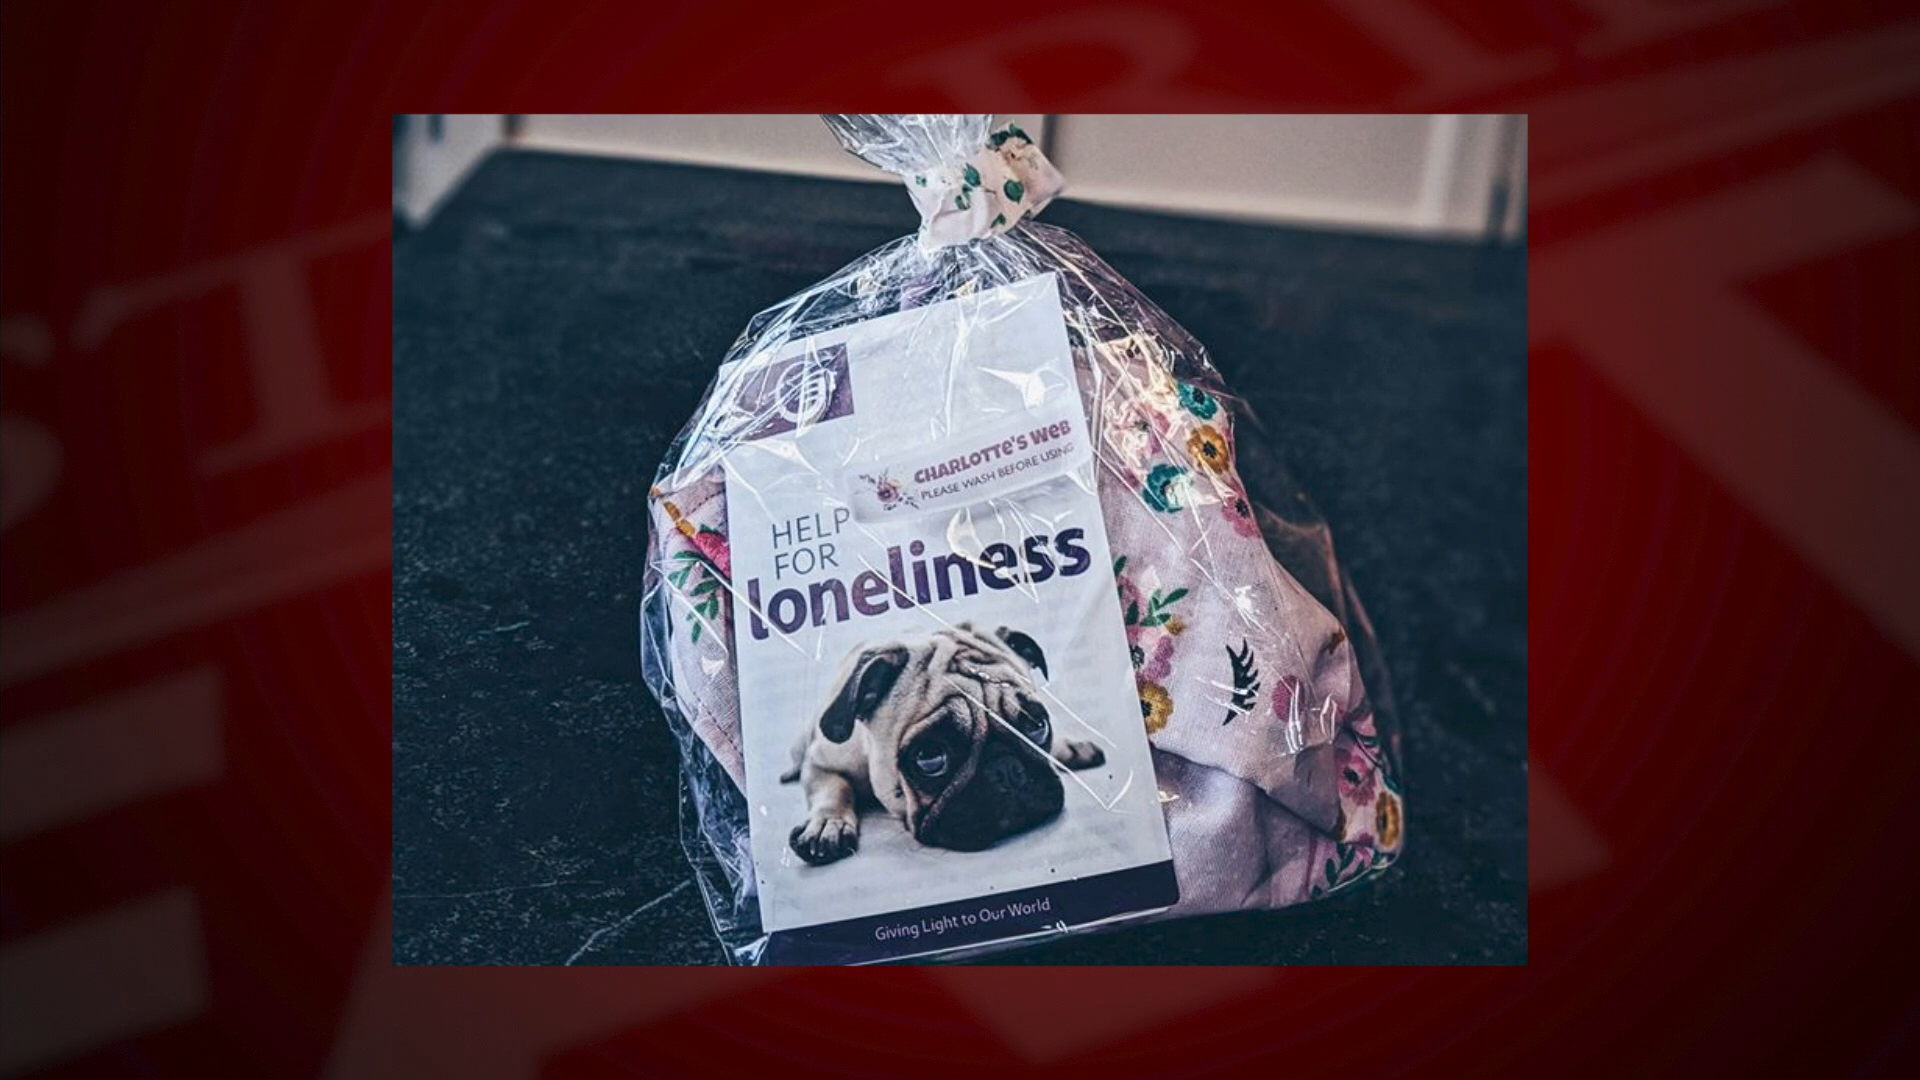 CHARLOTTE'S WEB
PLEASE WASH BEFORE USING
HELP
FOR
loneliness
Giving Light to Our World